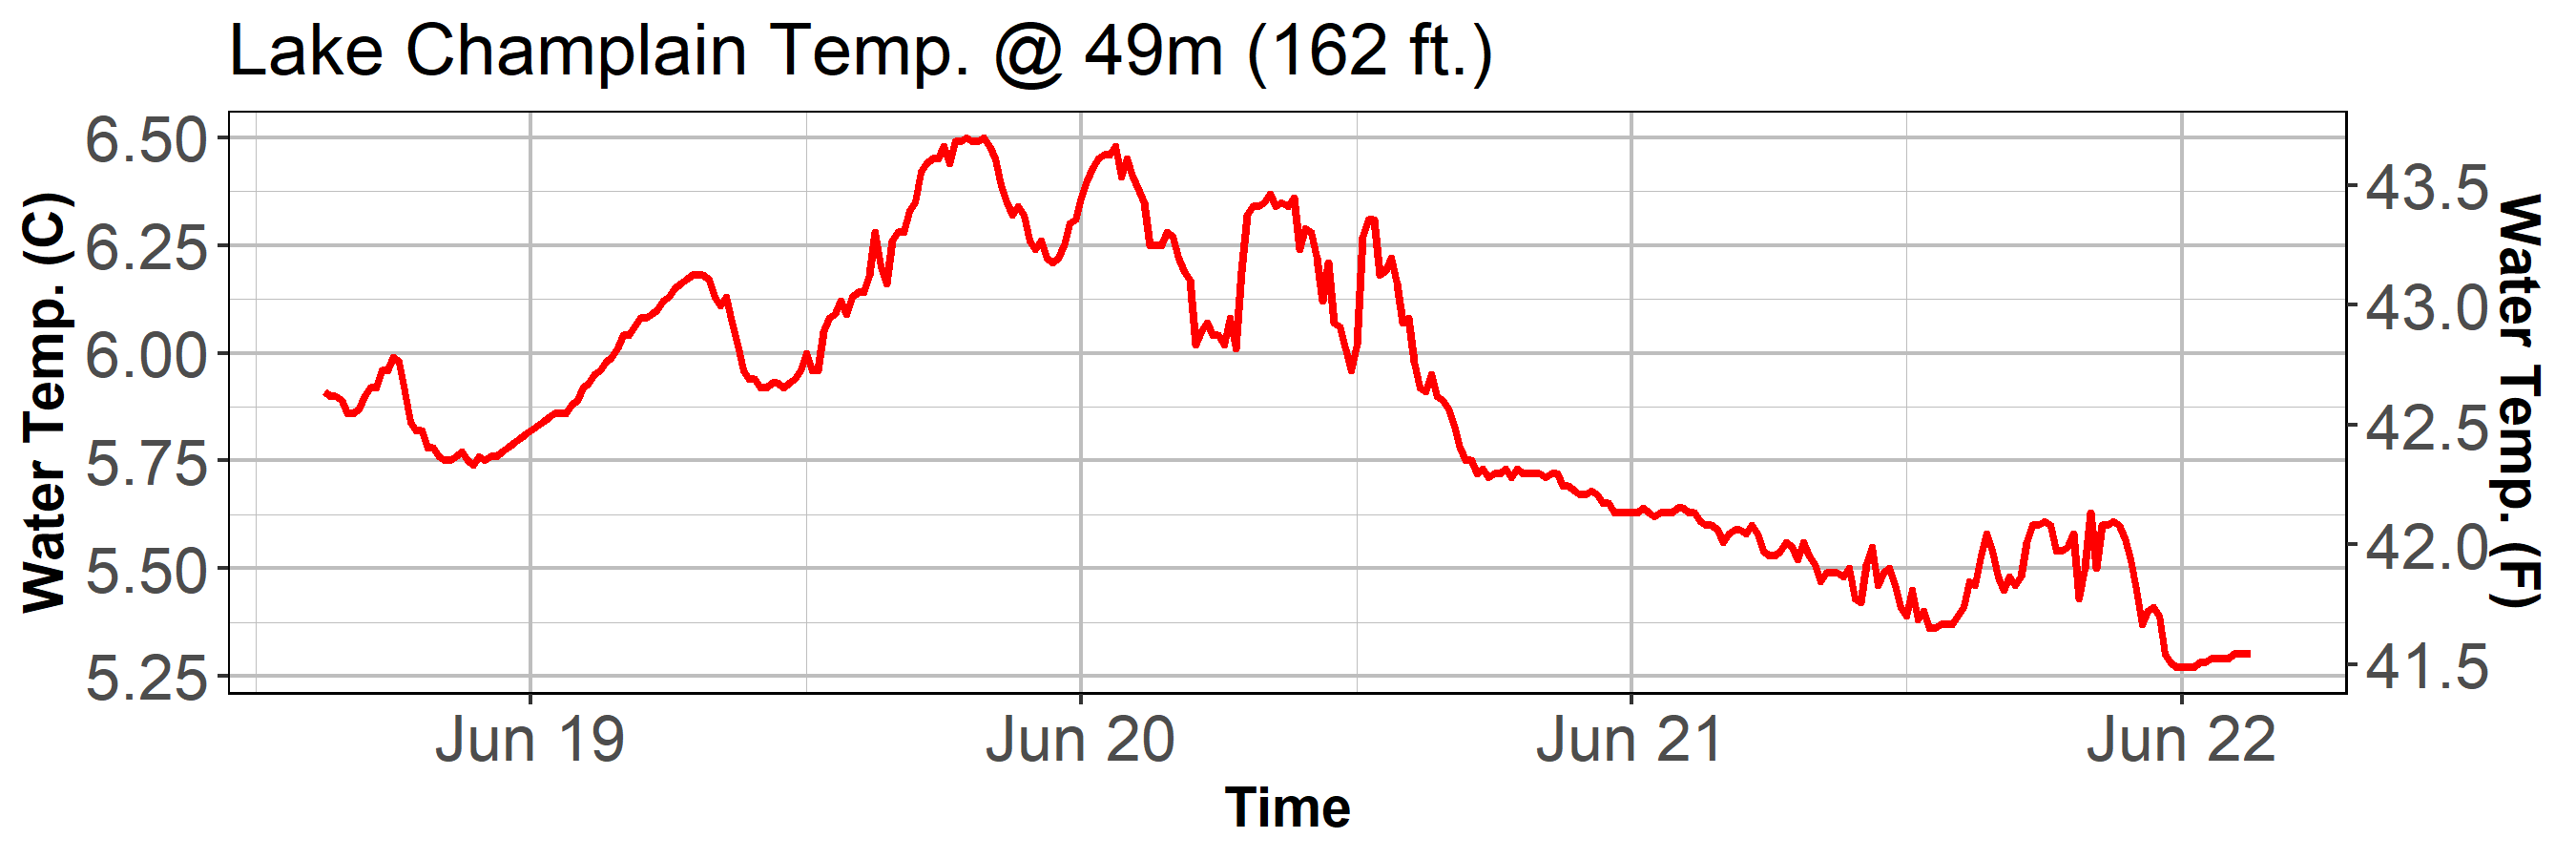 Lake Champlain Temp. @ 49m (162 ft.)
Water Temp. (C)
6.50
6.25
6.00
5.75
5.50
5.25
43.5
43.0
42.5
42.0
41.5
Water Temp. (F)
Jun 19
Jun 20
Jun 21
Jun 22
Time